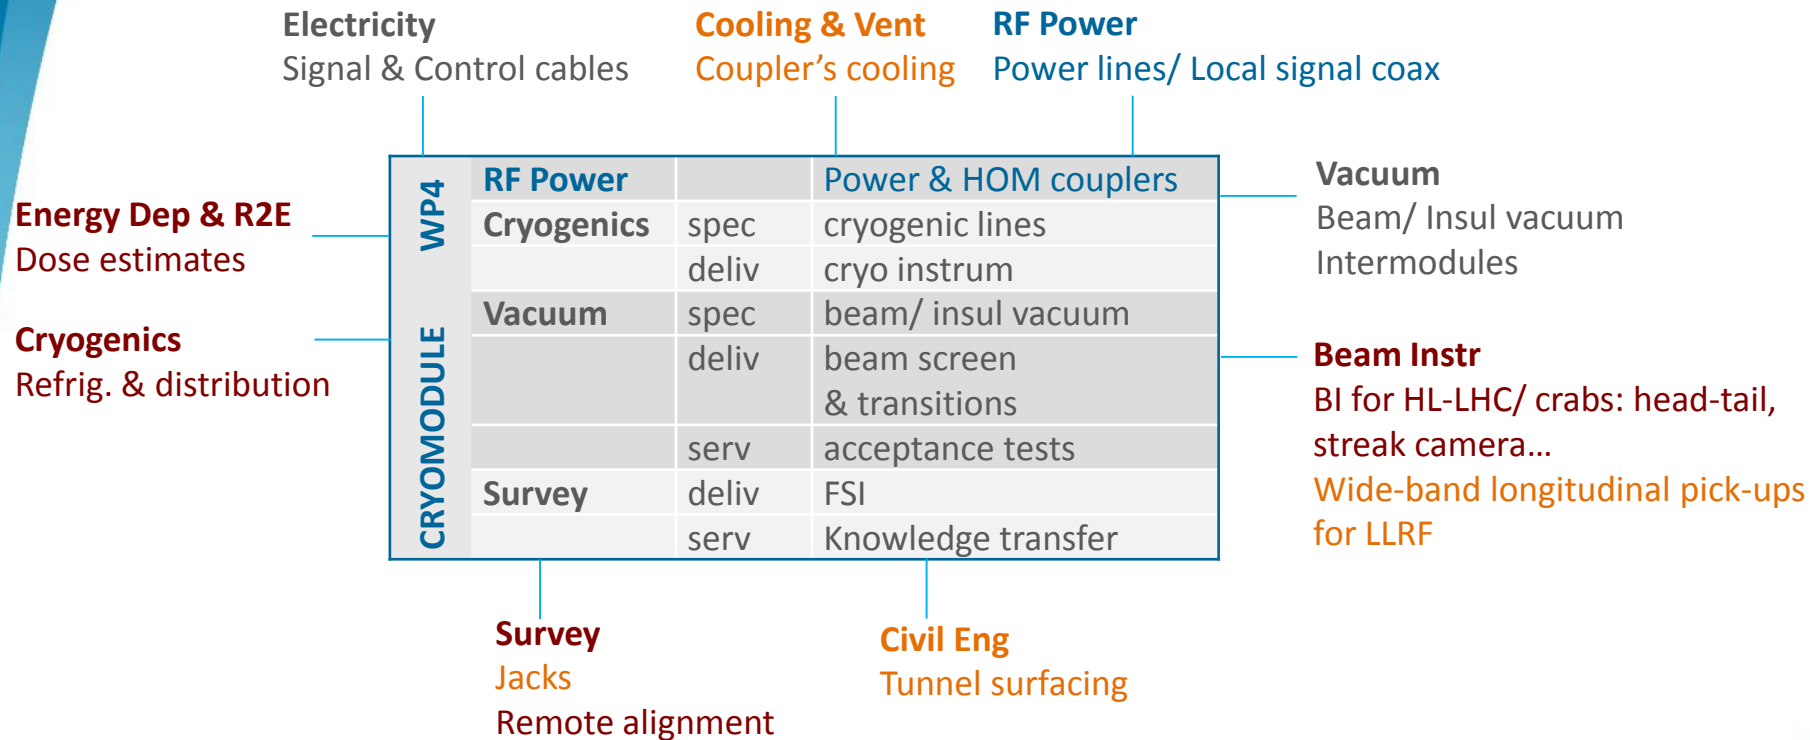 Electricity
Signal & Control cables
Cooling & Vent
Coupler's cooling
RF Power
Power lines/ Local signal coax
Energy Dep & R2E
Dose estimates
Cryogenics
Refrig. & distribution
WP4
CRYOMODULE
RF Power Power & HOM couplers
Cryogenics spec cryogenic lines
deliv cryo instrum
Vacuum spec beam/ insul vacuum
deliv beam screen
& transitions
serv acceptance tests
Survey deliv FSI
serv Knowledge transfer
Vacuum
Beam/ Insul vacuum
Intermodules
Beam Instr
BI for HL-LHC/ crabs: head-tail,
streak camera...
Wide-band longitudinal pick-ups
for LLRF
Survey
Jacks
Remote alignment
Civil Eng
Tunnel surfacing